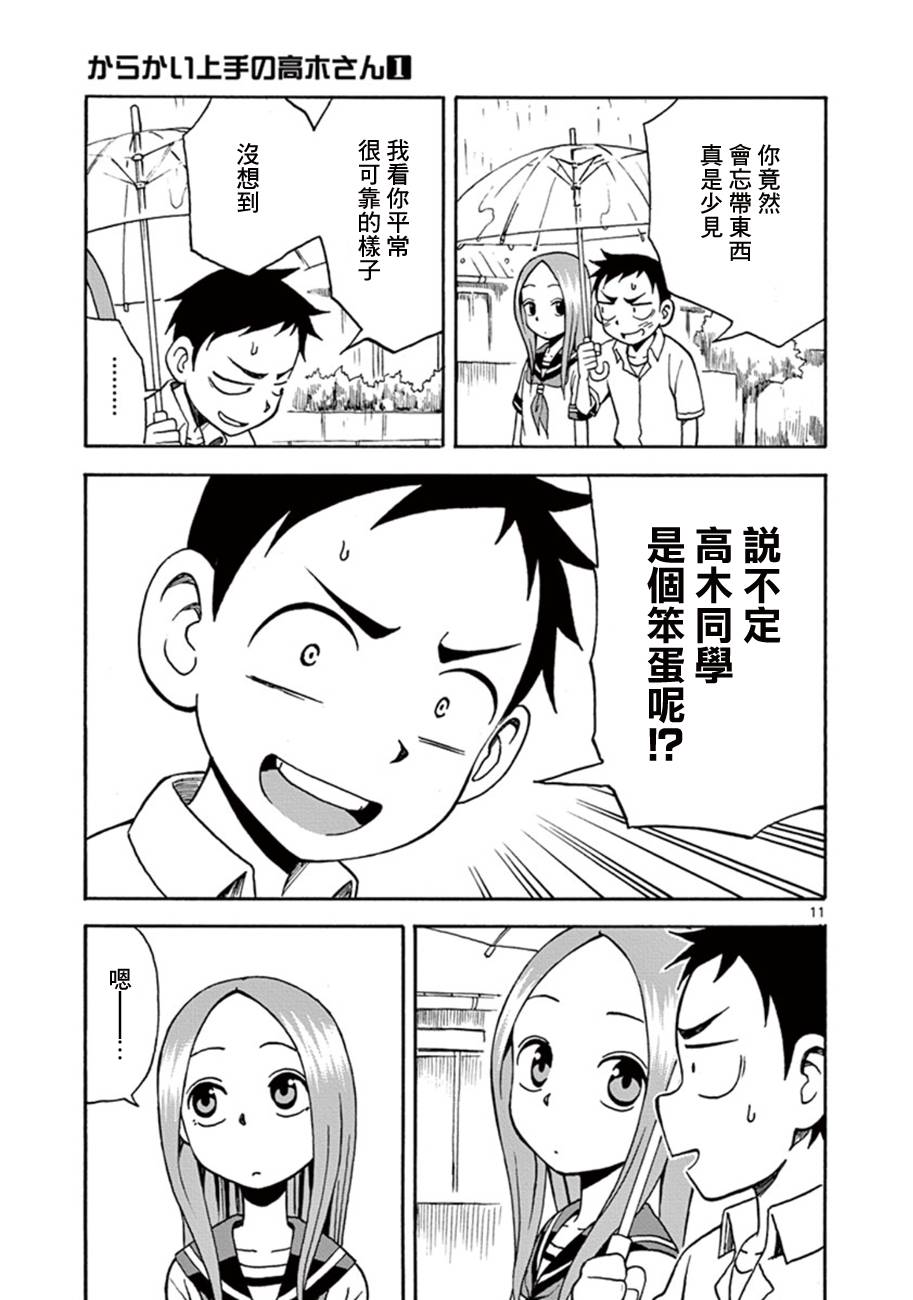 からかい上手の高木さん1
你竟然
會忘帶東西
真是少見
我看你平常
很可靠的樣子
沒想到
………
說不定
高木同學
是個笨蛋呢!?
11
嗯——…